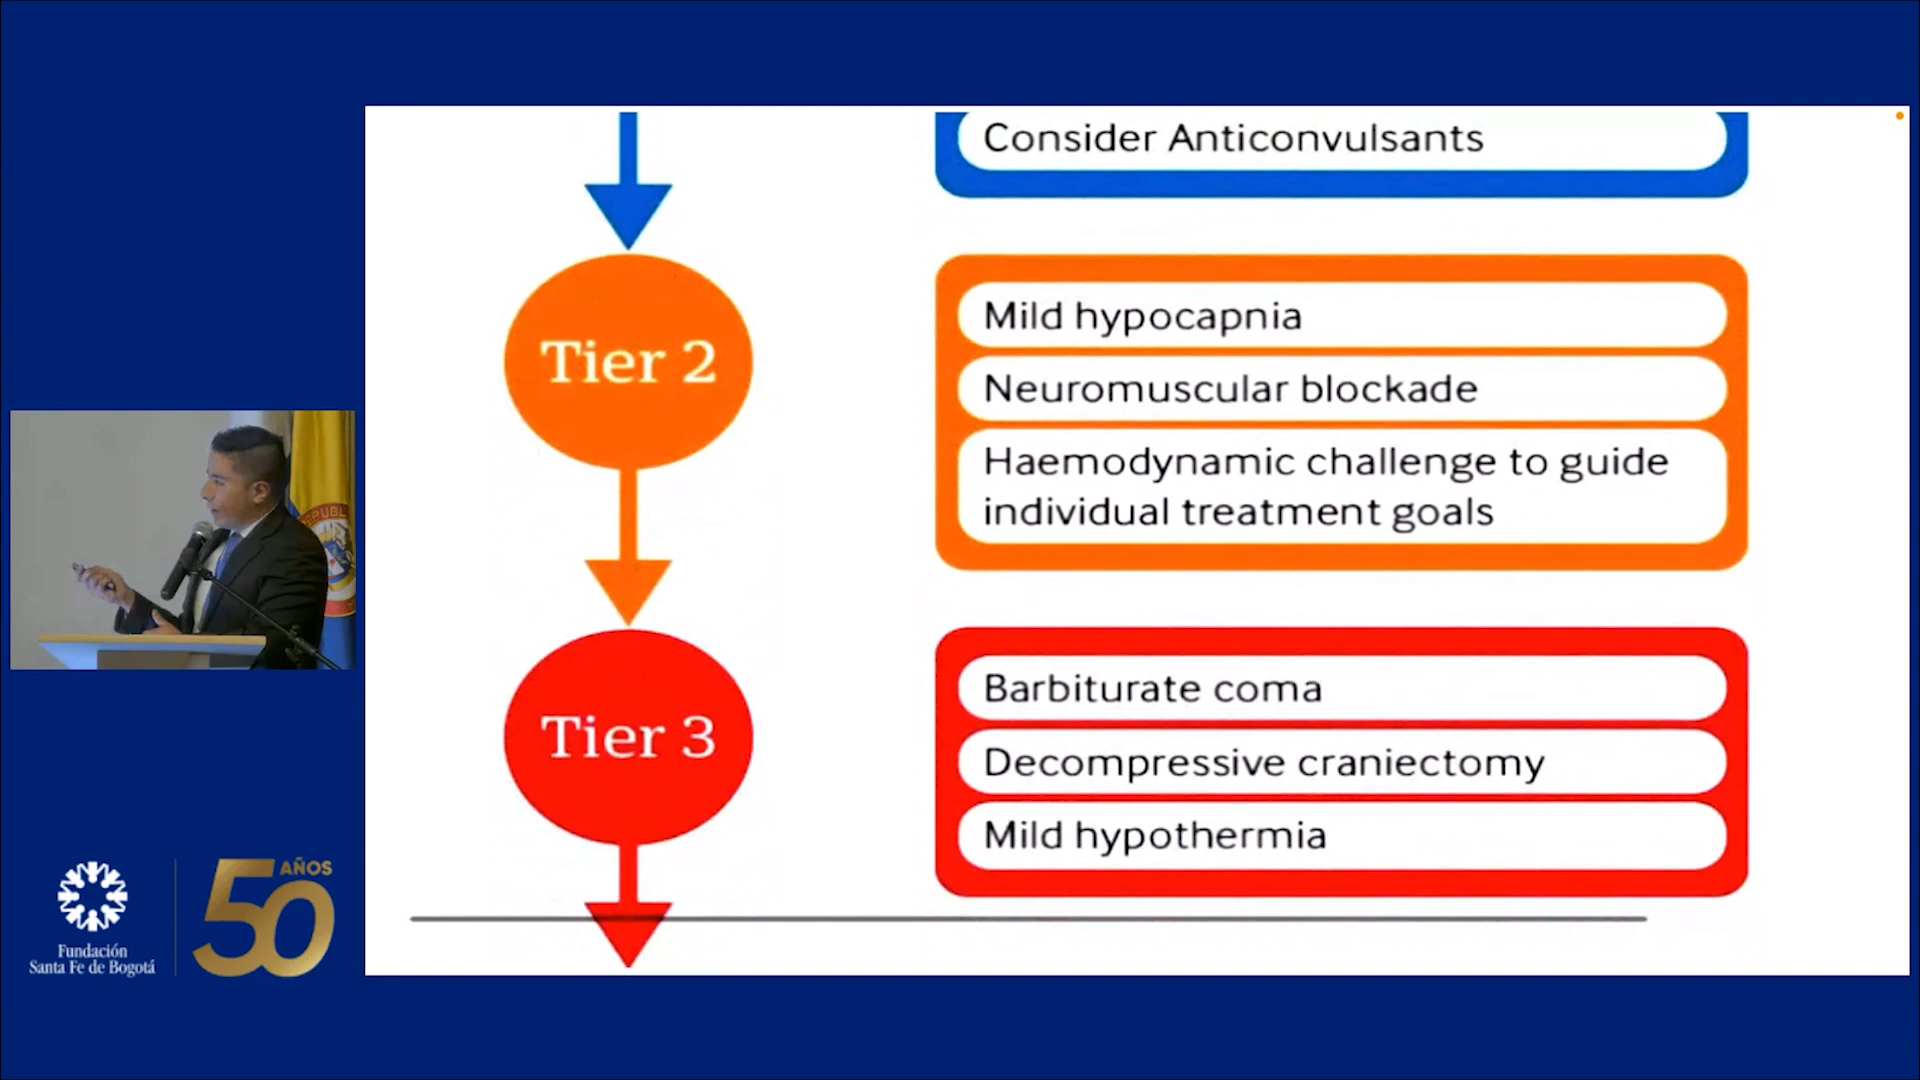 Consider Anticonvulsants
Tier 2
Mild hypocapnia
Neuromuscular blockade
Haemodynamic challenge to guide
individual treatment goals
Tier 3
Barbiturate coma
Decompressive craniectomy
Mild hypothermia
Fundación
Santa Fe de Bogotá
50 AÑOS